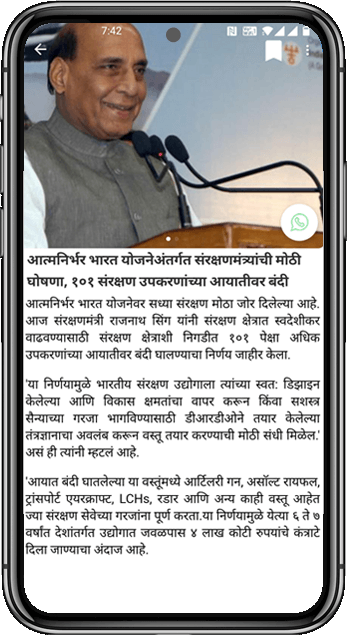 7:42
आत्मनिर्भर भारत योजनेअंतर्गत संरक्षणमंत्र्यांची मोठी
घोषणा, १०१ संरक्षण उपकरणांच्या आयातीवर बंदी
आत्मनिर्भर भारत योजनेवर सध्या संरक्षण मोठा जोर दिलेल्या आहे.
आज संरक्षणमंत्री राजनाथ सिंग यांनी संरक्षण क्षेत्रात स्वदेशीकर
वाढवण्यासाठी संरक्षण क्षेत्राशी निगडीत १०१ पेक्षा अधिक
उपकरणांच्या आयातीवर बंदी घालण्याचा निर्णय जाहीर केला.
'या निर्णयामुळे भारतीय संरक्षण उद्योगाला त्यांच्या स्वत: डिझाइन
केलेल्या आणि विकास क्षमतांचा वापर करून किंवा सशस्त्र
सैन्याच्या गरजा भागविण्यासाठी डीआरडीओने तयार केलेल्या
तंत्रज्ञानाचा अवलंब करून वस्तू तयार करण्याची मोठी संधी मिळेल.'
असं ही त्यांनी म्हटलं आहे.
'आयात बंदी घातलेल्या या वस्तूंमध्ये आर्टिलरी गन, असॉल्ट रायफल,
ट्रांसपोर्ट एयरक्राफ्ट, LCHs, रडार आणि अन्य काही वस्तू आहेत
ज्या संरक्षण सेवेच्या गरजांना पूर्ण करता.या निर्णयामुळे येत्या ६ ते ७
वर्षांत देशांतर्गत उद्योगात जवळपास ४ लाख कोटी रुपयांचे कंत्राटे
दिला जाण्याचा अंदाज आहे.